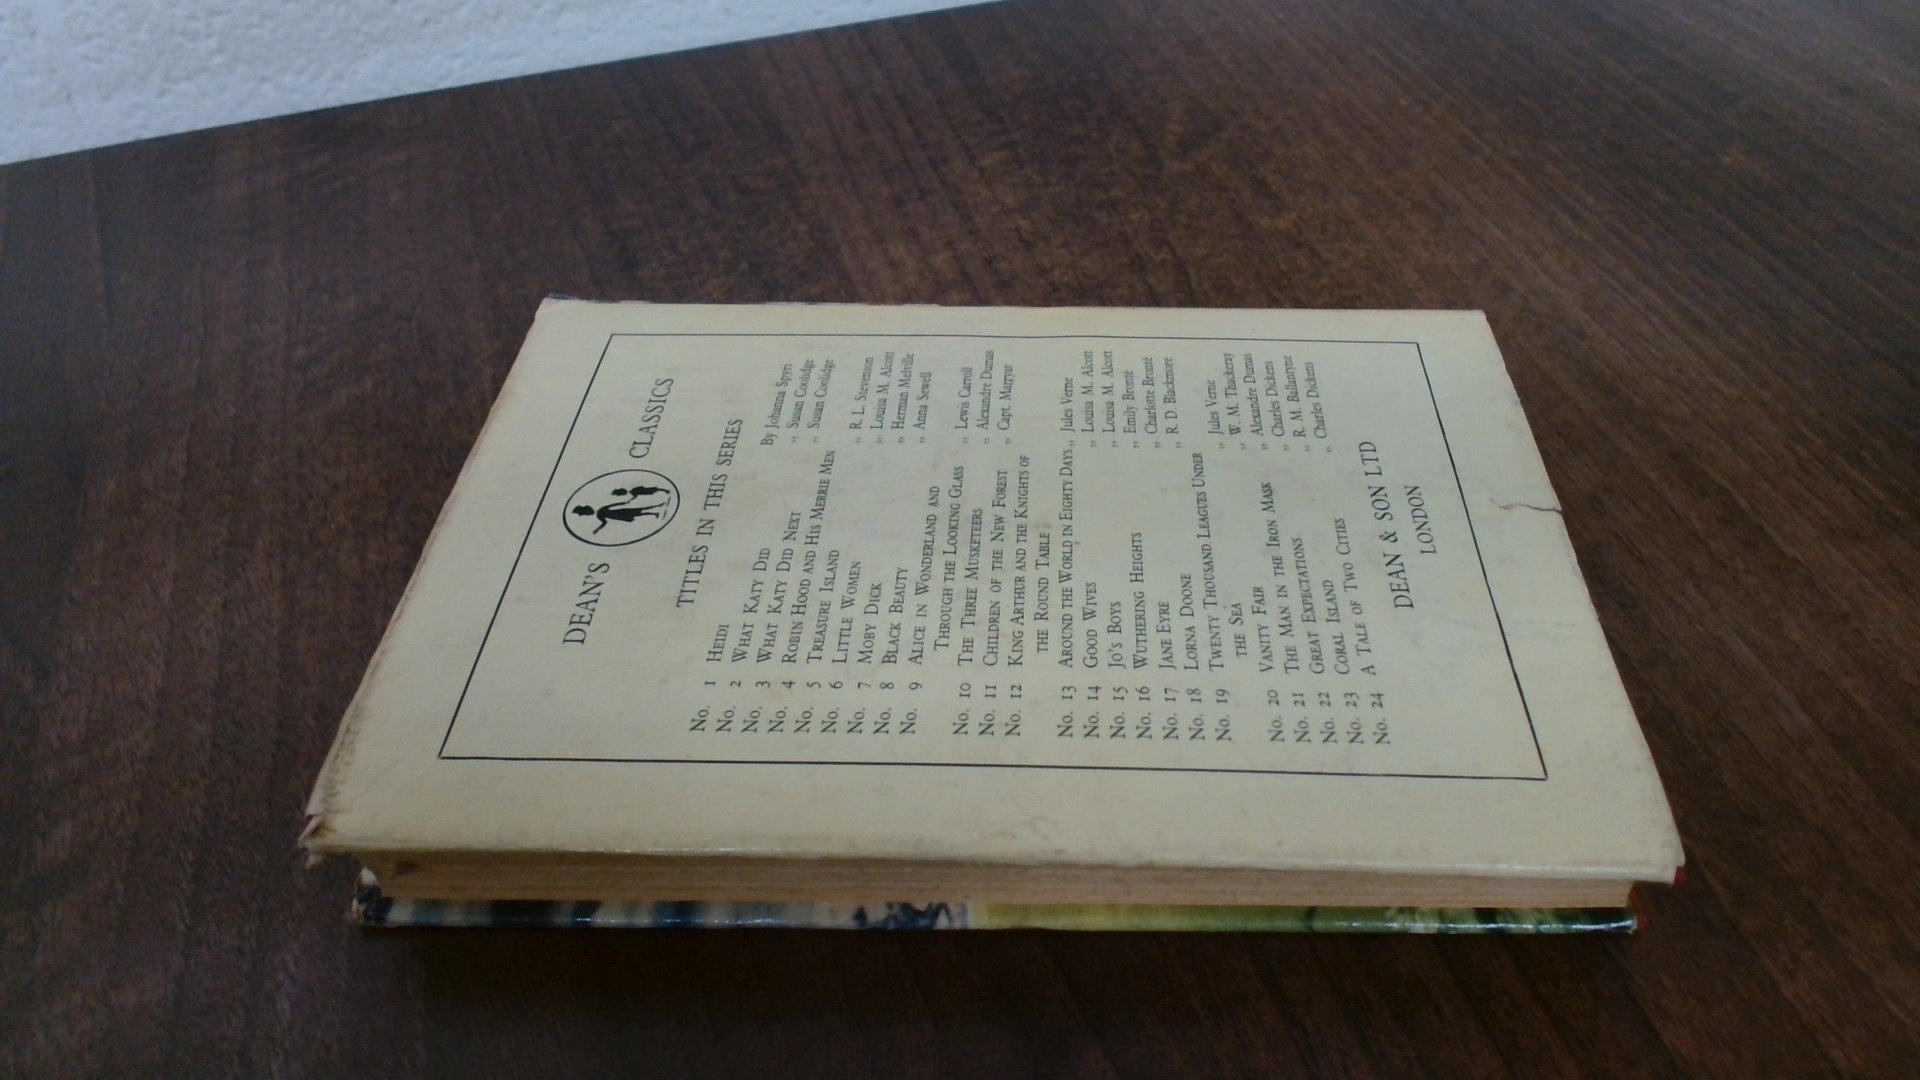 DEAN'S CLASSICS
TITLES IN THIS SERIES
No. 1 HEIDI By Johanna Spyri
No. 2 WHAT KATY DID ,, Susan Coolidge
No. 3 WHAT KATY DID NEXT ,, Susan Coolidge
No. 4 ROBIN HOOD AND HIS MERRIE MEN
No. 5 TREASURE ISLAND ,, R. L. Stevenson
No. 6 LITTLE WOMEN ,, Louisa M. Alcott
No. 7 MOBY DICK ,, Herman Melville
No. 8 BLACK BEAUTY ,, Anna Sewell
No. 9 ALICE IN WONDERLAND AND
THROUGH THE LOOKING GLASS ,, Lewis Carroll
No. 10 THE THREE MUSKETEERS ,, Alexandre Dumas
No. 11 CHILDREN OF THE NEW FOREST ,, Capt. Marryat
No. 12 KING ARTHUR AND THE KNIGHTS OF
THE ROUND TABLE
No. 13 AROUND THE WORLD IN EIGHTY DAYS ,, Jules Verne
No. 14 GOOD WIVES ,, Louisa M. Alcott
No. 15 JO'S BOYS ,, Louisa M. Alcott
No. 16 WUTHERING HEIGHTS ,, Emily Brontë
No. 17 JANE EYRE ,, Charlotte Brontë
No. 18 LORNA DOONE ,, R. D. Blackmore
No. 19 TWENTY THOUSAND LEAGUES UNDER
THE SEA ,, Jules Verne
No. 20 VANITY FAIR ,, W. M. Thackeray
No. 21 THE MAN IN THE IRON MASK ,, Alexandre Dumas
No. 22 GREAT EXPECTATIONS ,, Charles Dickens
No. 23 CORAL ISLAND ,, R. M. Ballantyne
No. 24 A TALE OF TWO CITIES ,, Charles Dickens
DEAN & SON LTD
LONDON